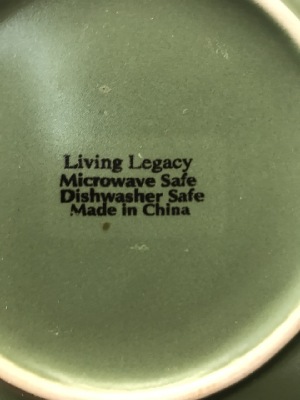 Living Legacy
Microwave Safe
Dishwasher Safe
Made in China